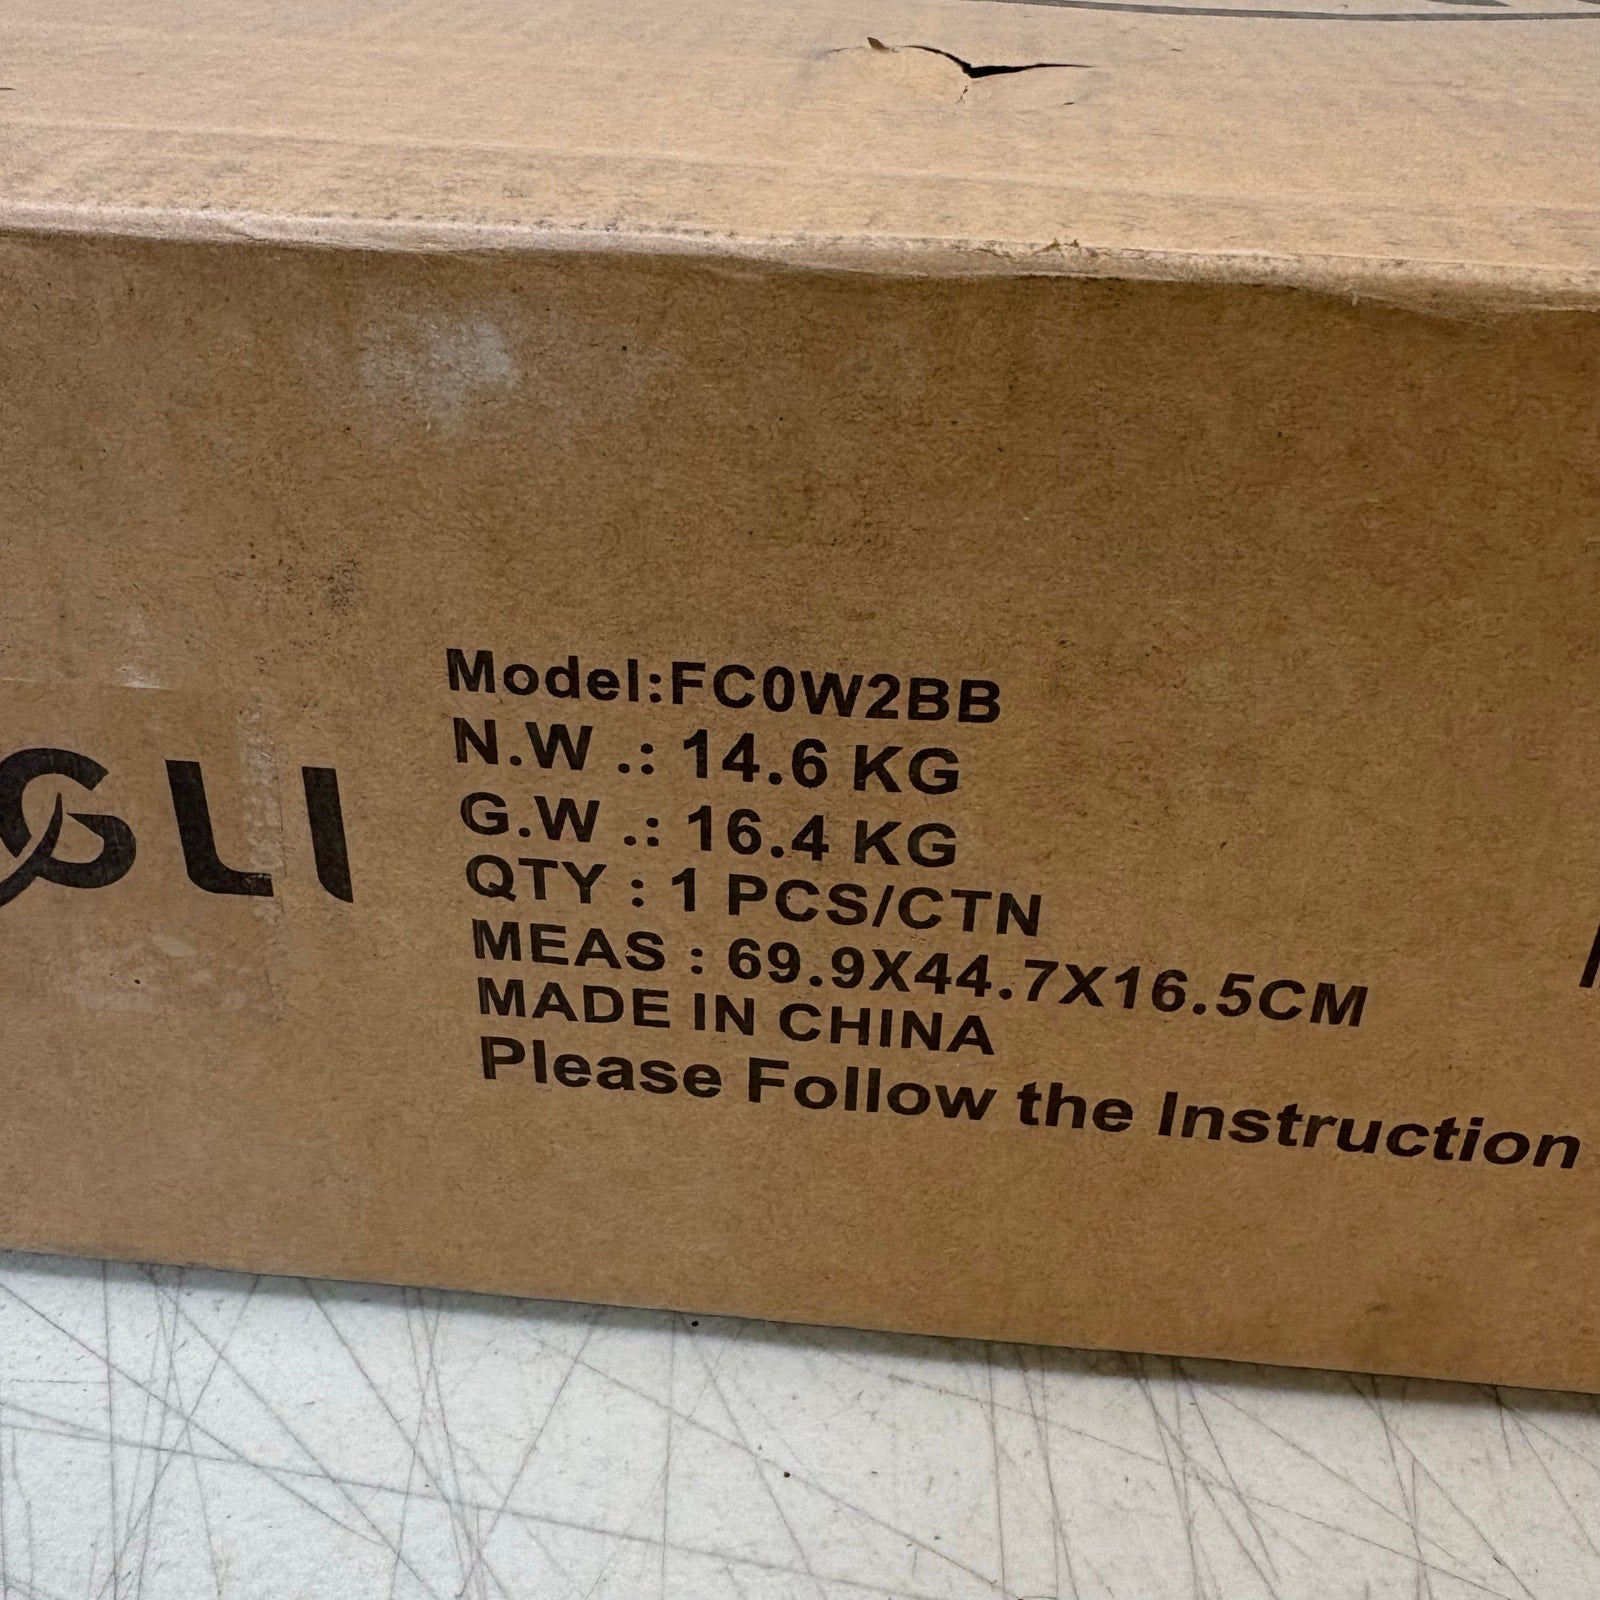 GLI
Model:FC0W2BB
N.W .: 14.6 KG
G.W .: 16.4 KG
QTY : 1 PCS/CTN
MEAS : 69.9X44.7X16.5CM
MADE IN CHINA
Please Follow the Instruction